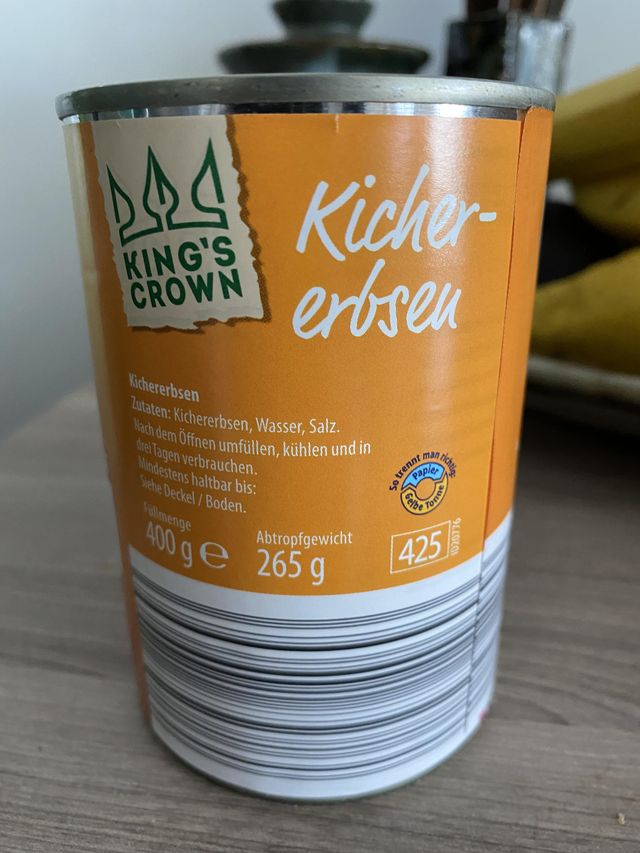 KING'S
CROWN
Kicher-
erbsen
Kichererbsen
Zutaten: Kichererbsen, Wasser, Salz.
Nach dem Öffnen umfüllen, kühlen und in
drei Tagen verbrauchen.
Mindestens haltbar bis:
Siehe Deckel / Boden.
So trennt man richtig:
Papier
Gelbe Tonne
Füllmenge
400 g e
Abtropfgewicht
265 g
425
ID20776